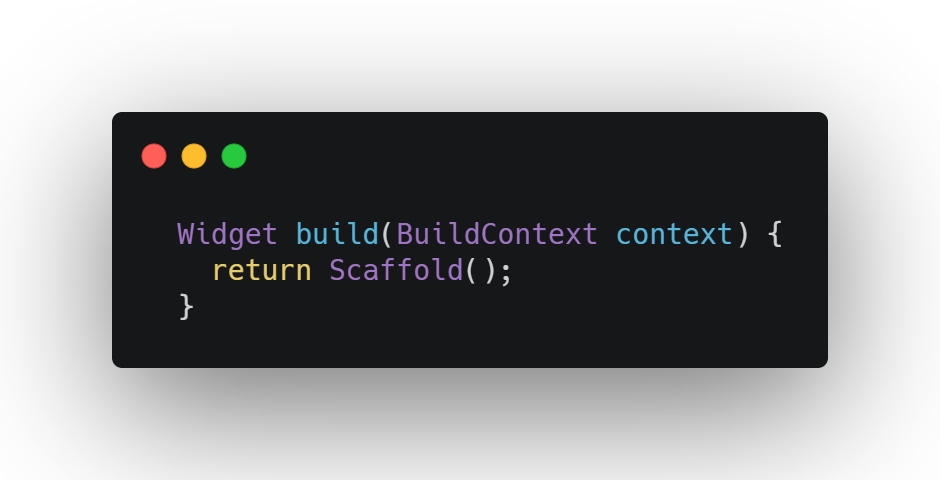 Widget build(BuildContext context) {
  return Scaffold();
}